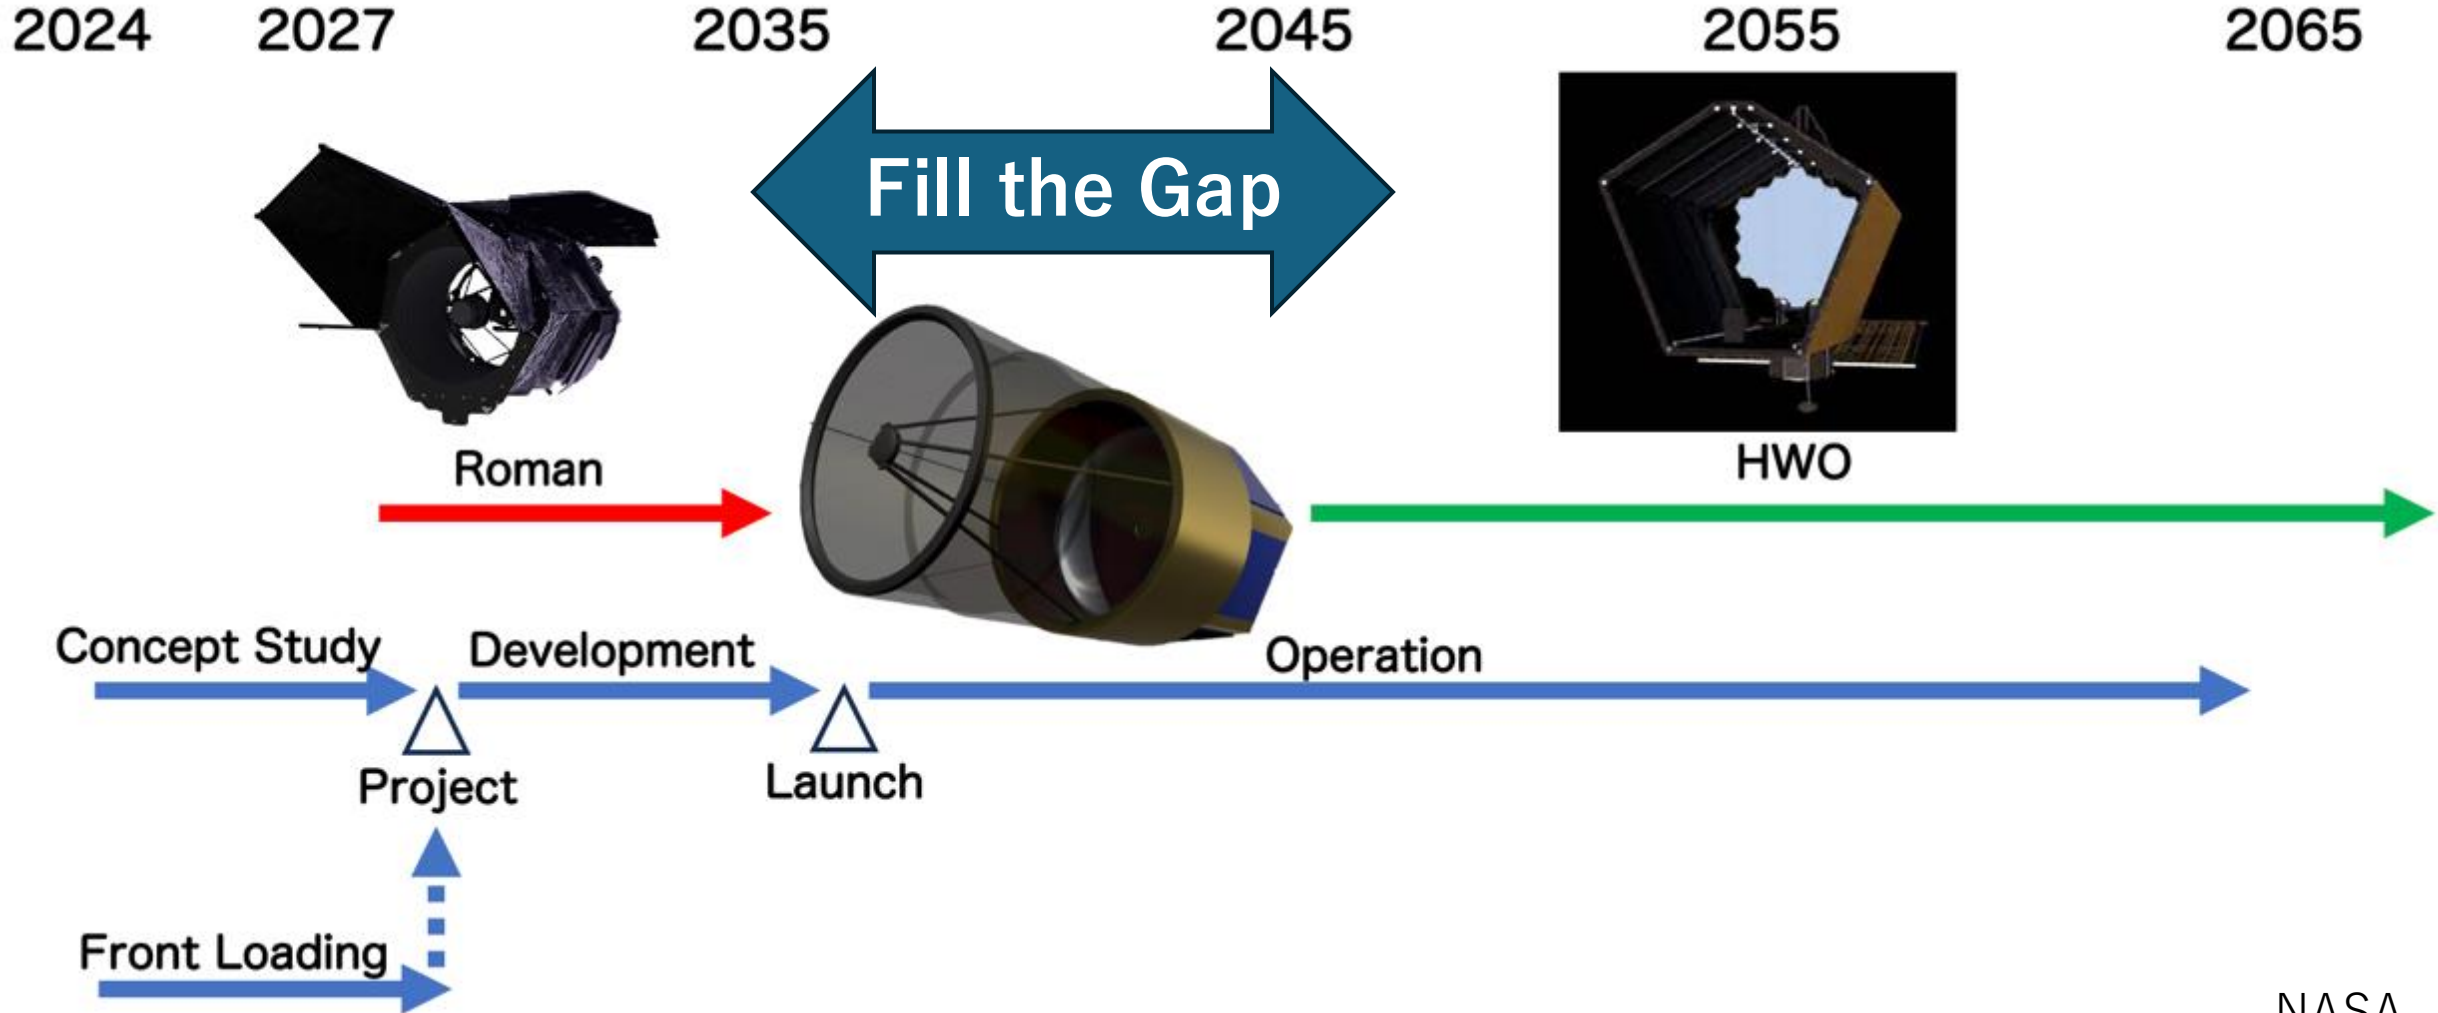 2024 2027 2035 2045 2055 2065
Fill the Gap
Roman
HWO
Concept Study
Development
Operation
Project
Launch
Front Loading
NASA